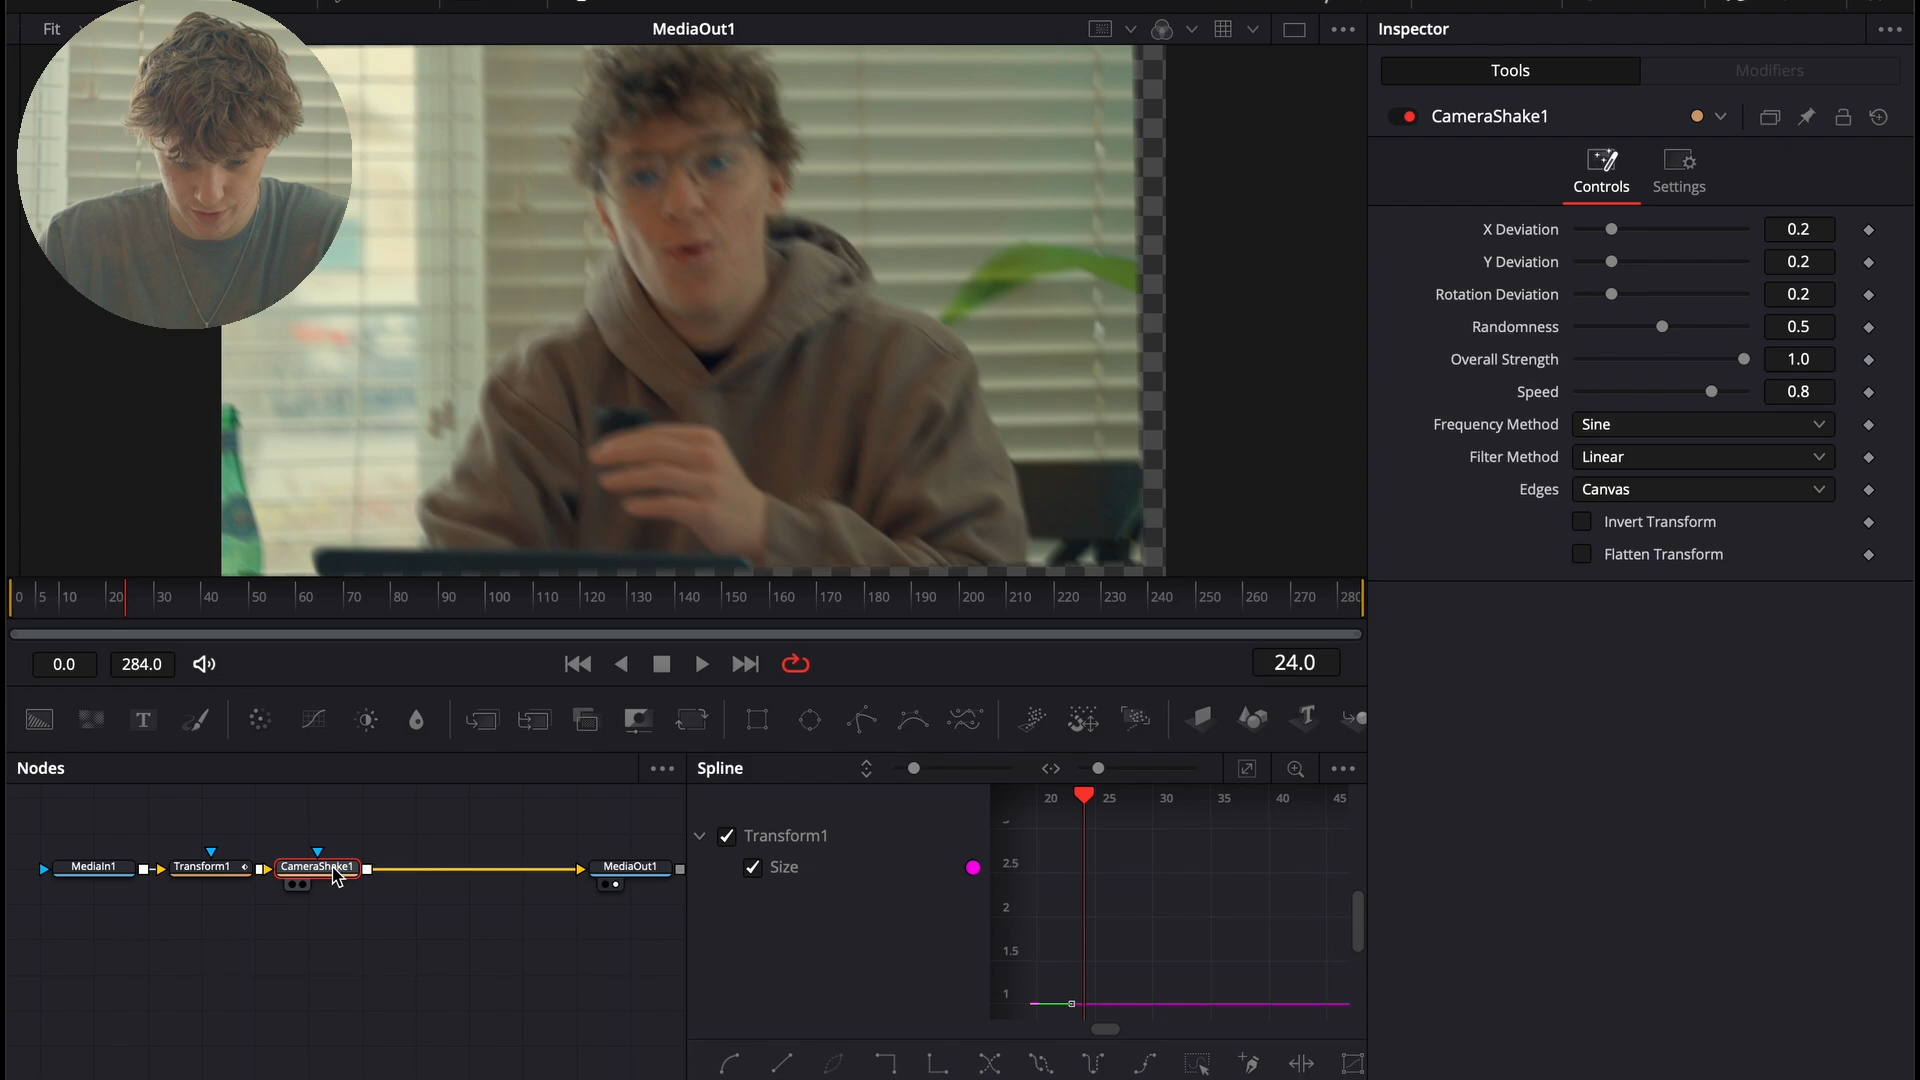 Fit
MediaOut1
Inspector
Tools
Modifiers
CameraShake1
Controls
Settings
X Deviation 0.2
Y Deviation 0.2
Rotation Deviation 0.2
Randomness 0.5
Overall Strength 1.0
Speed 0.8
Frequency Method Sine
Filter Method Linear
Edges Canvas
Invert Transform
Flatten Transform
0 5 10 20 30 40 50 60 70 80 90 100 110 120 130 140 150 160 170 180 190 200 210 220 230 240 250 260 270 280
0.0 284.0 24.0
T
Nodes
Spline
20 25 30 35 40 45
Transform1
Size
2.5
2
1.5
1
MediaIn1 Transform1 CameraShake1 MediaOut1